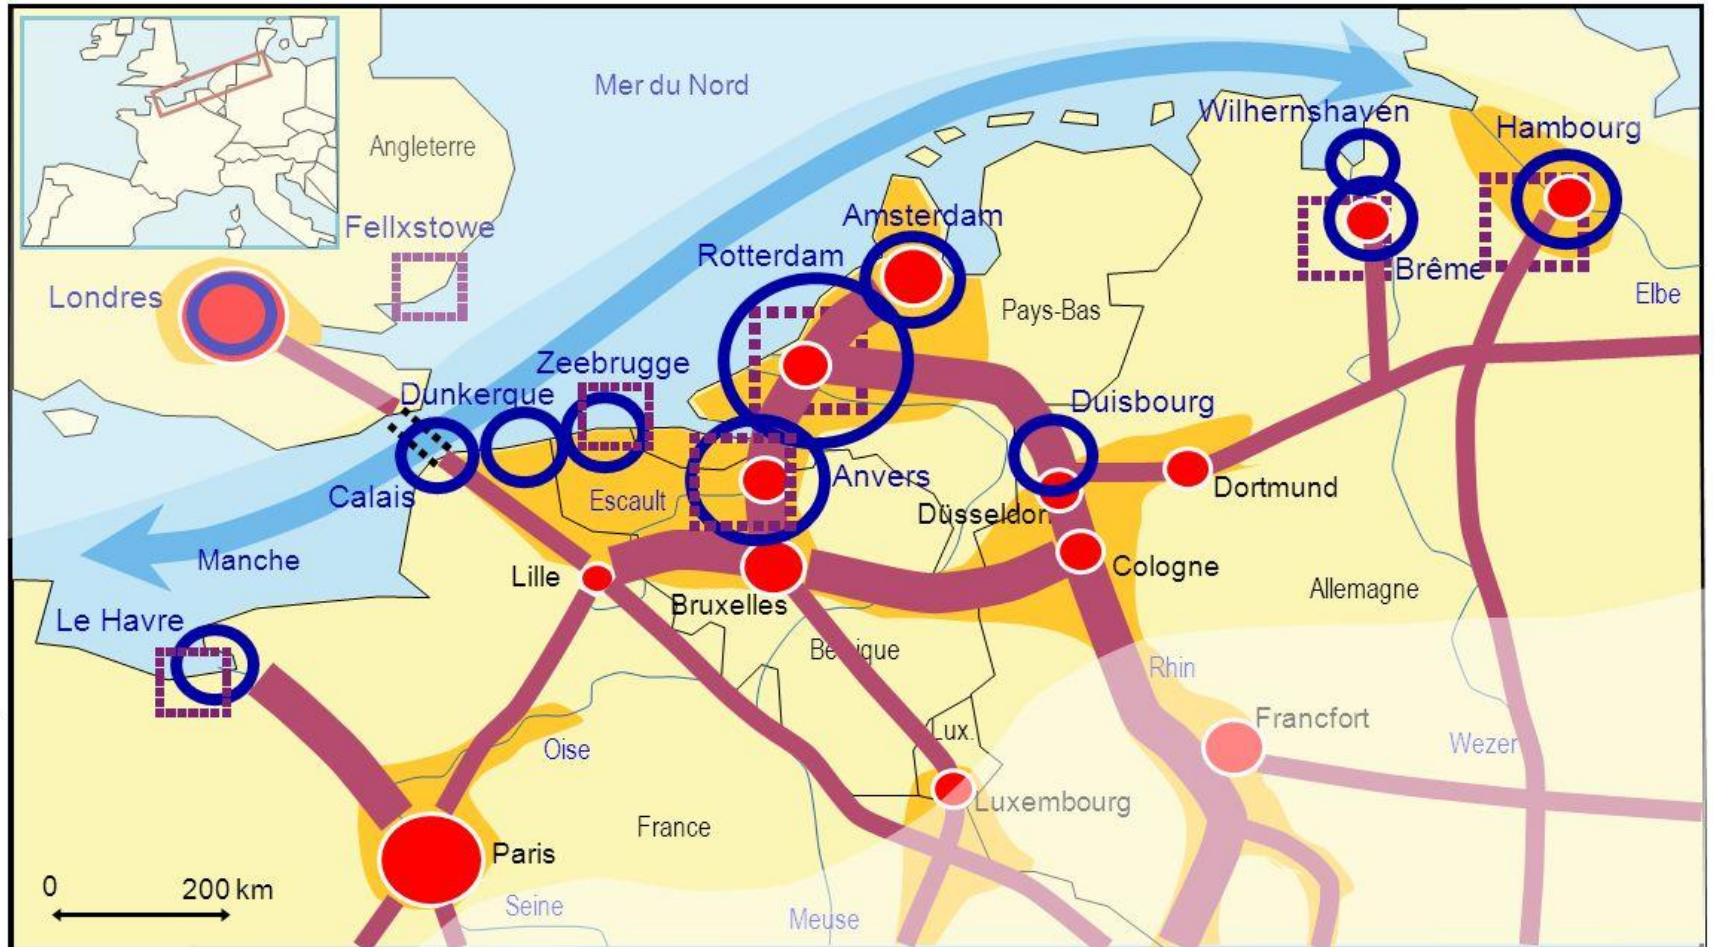 Mer du Nord
Angleterre
Wilhernshaven
Hambourg
Fellxstowe
Amsterdam
Rotterdam
Londres
Brême
Elbe
Pays-Bas
Zeebrugge
Dunkerque
Duisbourg
Calais
Escault
Anvers
Dortmund
Düsseldorf
Manche
Lille
Cologne
Allemagne
Le Havre
Bruxelles
Belgique
Rhin
Francfort
Wezer
Oise
Lux.
Luxembourg
France
Paris
0 200 km
Seine
Meuse